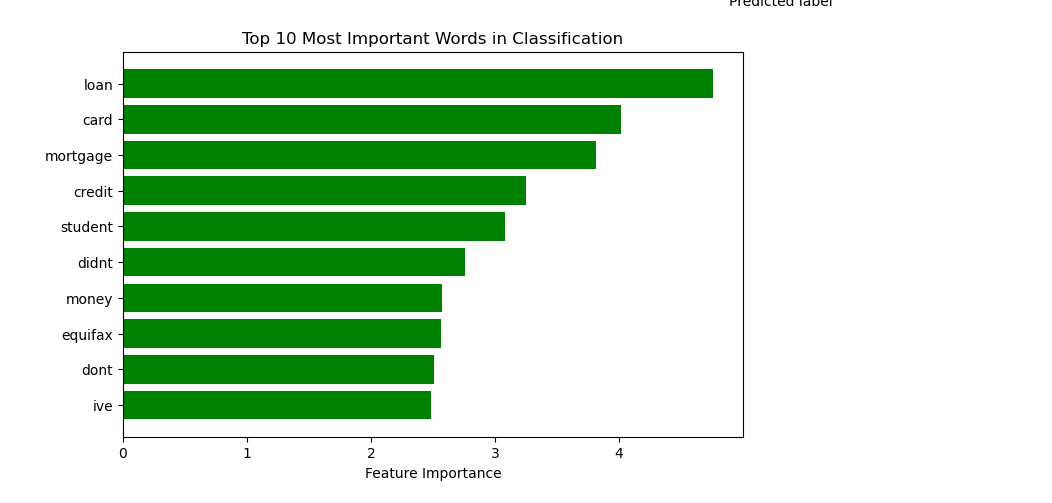 Predicted label
Top 10 Most Important Words in Classification
loan
card
mortgage
credit
student
didnt
money
equifax
dont
ive
0 1 2 3 4
Feature Importance